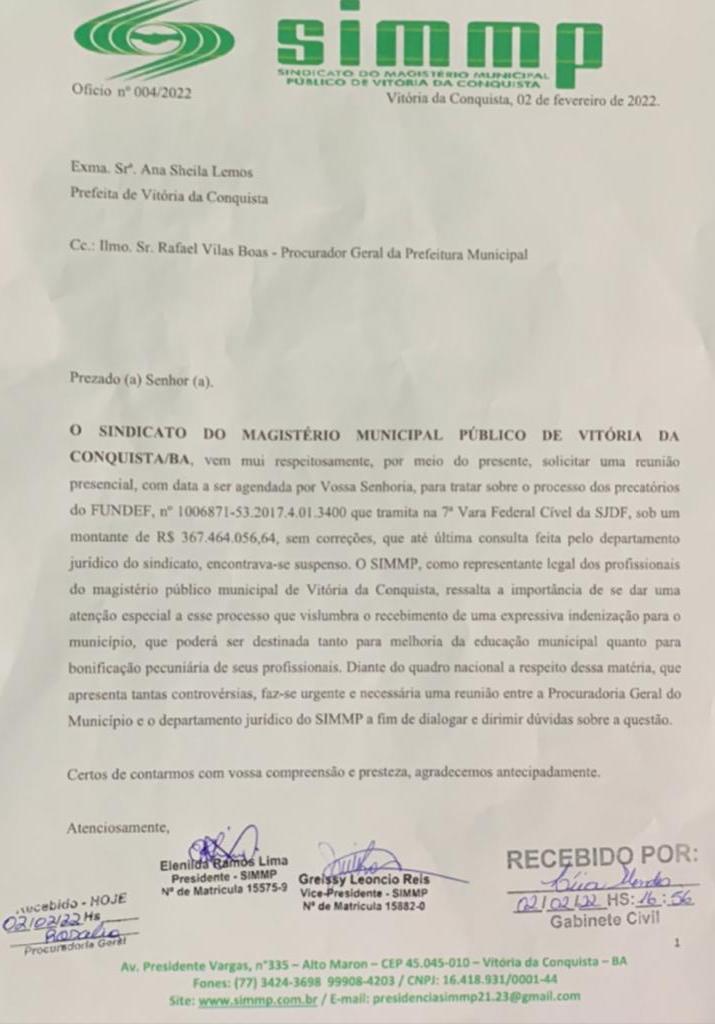 simmp
SINDICATO DO MAGISTÉRIO MUNICIPAL
PÚBLICO DE VITÓRIA DA CONQUISTA
Oficio nº 004/2022
Vitória da Conquista, 02 de fevereiro de 2022.
Exma. Srª. Ana Sheila Lemos
Prefeita de Vitória da Conquista
Cc.: Ilmo. Sr. Rafael Vilas Boas - Procurador Geral da Prefeitura Municipal
Prezado (a) Senhor (a).
O SINDICATO DO MAGISTÉRIO MUNICIPAL PÚBLICO DE VITÓRIA DA
CONQUISTA/BA, vem mui respeitosamente, por meio do presente, solicitar uma reunião
presencial, com data a ser agendada por Vossa Senhoria, para tratar sobre o processo dos precatórios
do FUNDEF, nº 1006871-53.2017.4.01.3400 que tramita na 7ª Vara Federal Cível da SJDF, sob um
montante de R$ 367.464.056,64, sem correções, que até última consulta feita pelo departamento
jurídico do sindicato, encontrava-se suspenso. O SIMMP, como representante legal dos profissionais
do magistério público municipal de Vitória da Conquista, ressalta a importância de se dar uma
atenção especial a esse processo que vislumbra o recebimento de uma expressiva indenização para o
município, que poderá ser destinada tanto para melhoria da educação municipal quanto para
bonificação pecuniária de seus profissionais. Diante do quadro nacional a respeito dessa matéria, que
apresenta tantas controvérsias, faz-se urgente e necessária uma reunião entre a Procuradoria Geral do
Município e o departamento jurídico do SIMMP a fim de dialogar e dirimir dúvidas sobre a questão.
Certos de contarmos com vossa compreensão e presteza, agradecemos antecipadamente.
Atenciosamente,
Elenilda Ramos Lima
Presidente - SIMMP
Nº de Matricula 15575-9
Greissy Leoncio Reis
Vice-Presidente - SIMMP
Nº de Matricula 15882-0
RECEBIDO POR:
02/02/22 HS: 16:56
Gabinete Civil
Recebido - HOJE
02/02/22 Hs
Rosalia
Procuradoria Geral
1
Av. Presidente Vargas, n°335 – Alto Maron – CEP 45.045-010 – Vitória da Conquista – BA
Fones: (77) 3424-3698 99908-4203 / CNPJ: 16.418.931/0001-44
Site: www.simmp.com.br / E-mail: presidenciasimmp21.23@gmail.com